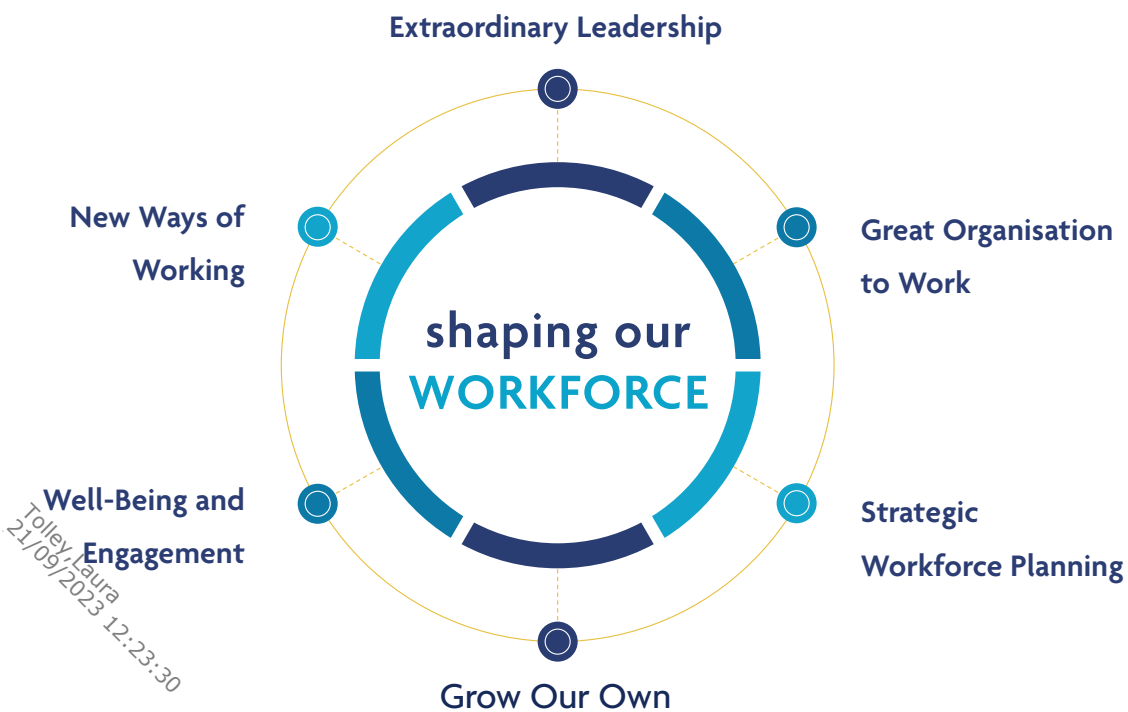 Extraordinary Leadership
New Ways of
Working
Great Organisation
to Work
shaping our
WORKFORCE
Well-Being and
Engagement
Strategic
Workforce Planning
Grow Our Own
Tolley,Laura
21/09/2023 12:23:30